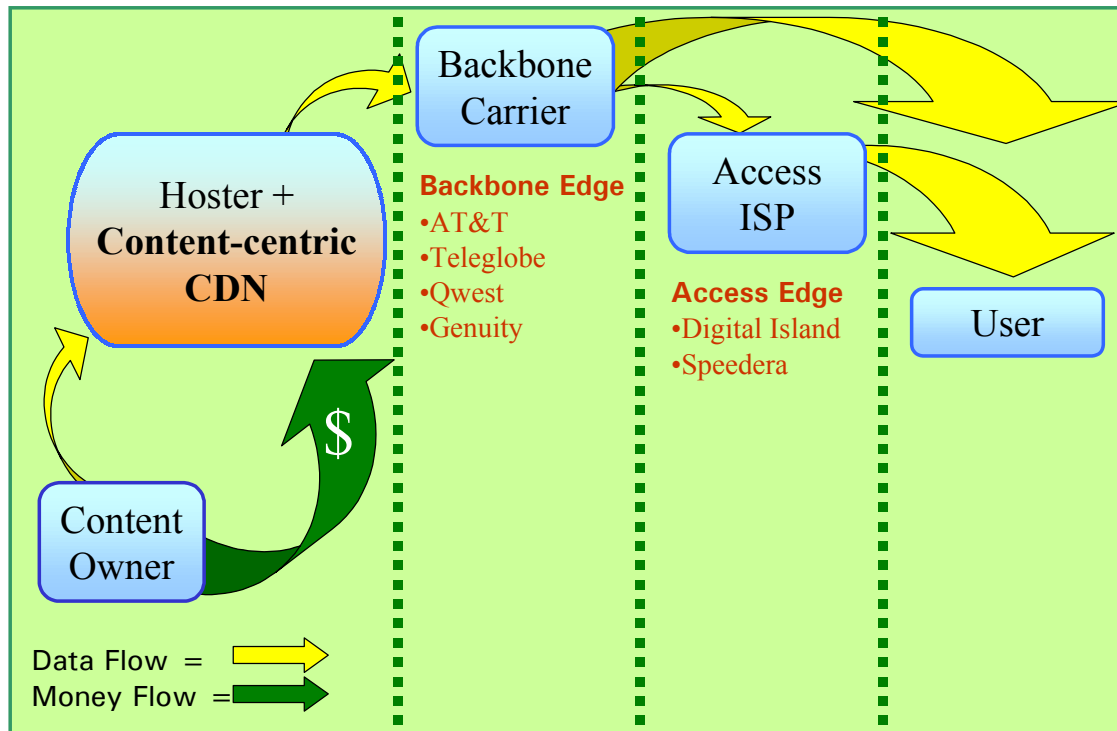 Backbone
Carrier
Hoster +
Content-centric
CDN
Backbone Edge
•AT&T
•Teleglobe
•Qwest
•Genuity
Access
ISP
Access Edge
•Digital Island
•Speedera
User
$
Content
Owner
Data Flow =
Money Flow =